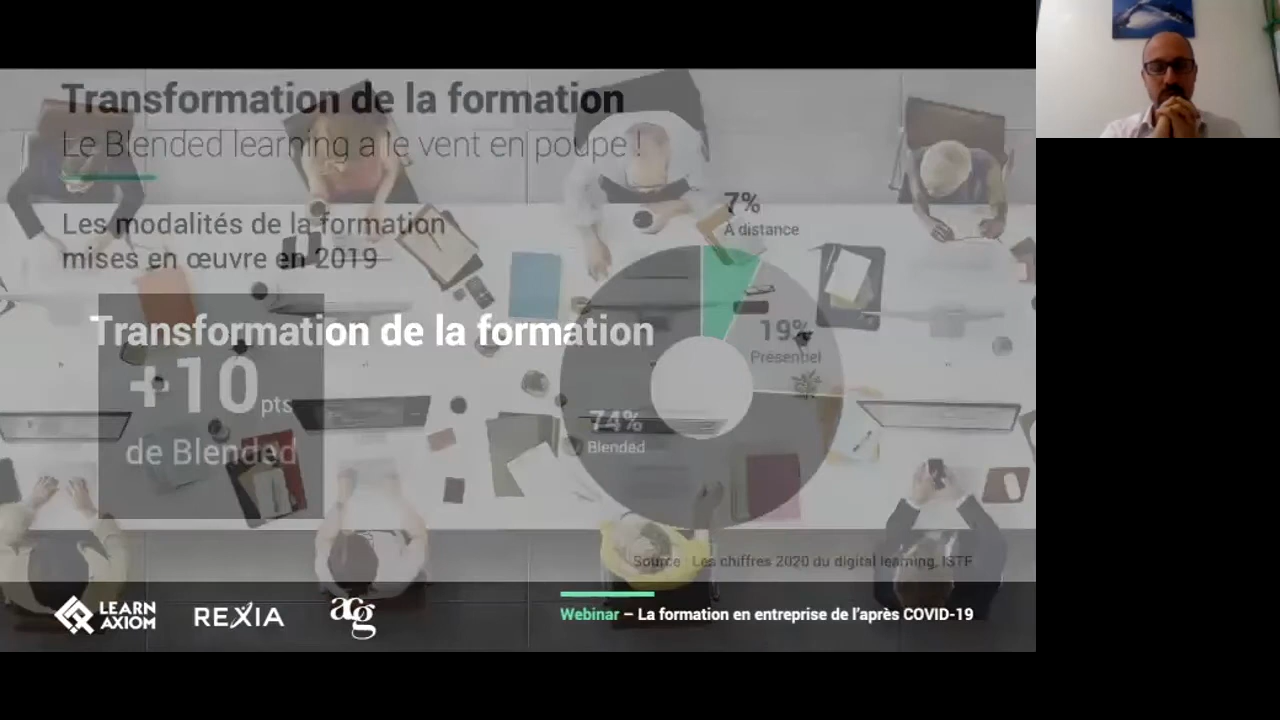 Transformation de la formation
Le Blended learning a le vent en poupe !
Les modalités de la formation
mises en œuvre en 2019
Transformation de la formation
+10 pts
de Blended
7%
À distance
19%
Présentiel
74%
Blended
Source : Les chiffres 2020 du digital learning, ISTF
LEARN
AXIOM
REXIA
acg
Webinar – La formation en entreprise de l'après COVID-19